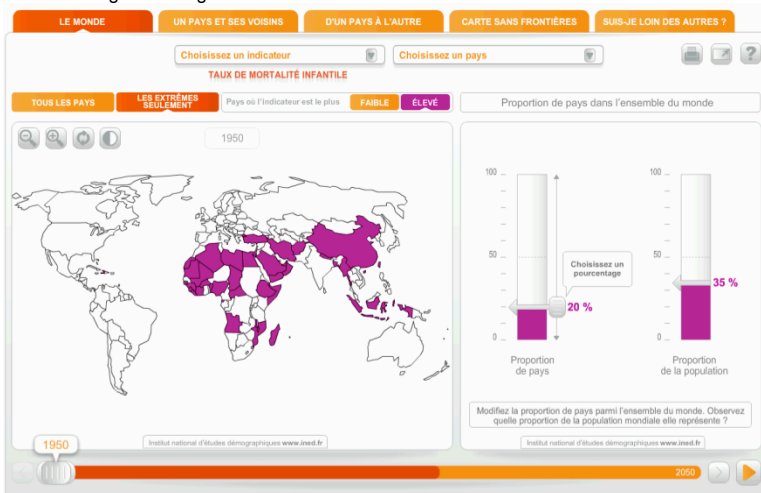 LE MONDE
UN PAYS ET SES VOISINS
D'UN PAYS À L'AUTRE
CARTE SANS FRONTIÈRES
SUIS-JE LOIN DES AUTRES ?
Choisissez un indicateur
Choisissez un pays
?
TAUX DE MORTALITÉ INFANTILE
TOUS LES PAYS
LES EXTRÊMES
SEULEMENT
Pays où l'indicateur est le plus
FAIBLE
ÉLEVÉ
Proportion de pays dans l'ensemble du monde
1950
100
50
0
Choisissez un
pourcentage
20 %
Proportion
de pays
100
50
0
35 %
Proportion
de la population
Modifiez la proportion de pays parmi l'ensemble du monde. Observez
quelle proportion de la population mondiale elle représente ?
Institut national d'études démographiques www.ined.fr
Institut national d'études démographiques www.ined.fr
1950
2050